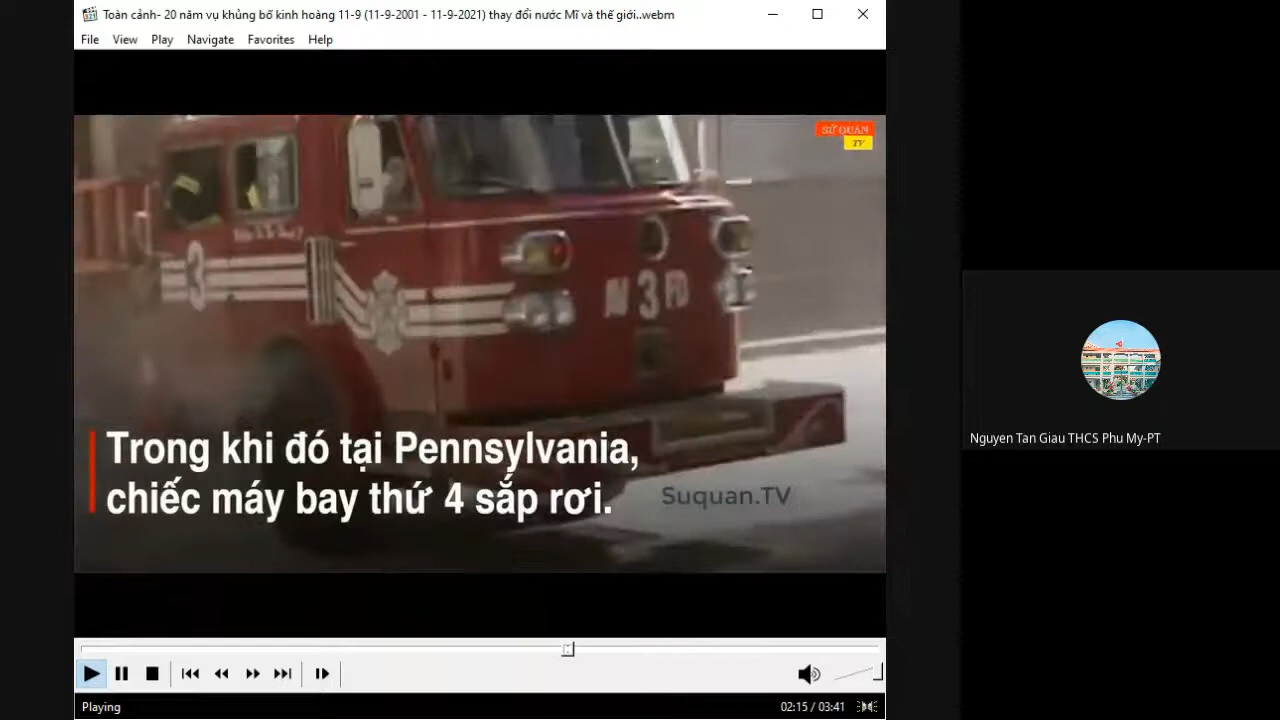 Toàn cảnh- 20 năm vụ khủng bố kinh hoàng 11-9 (11-9-2001 - 11-9-2021) thay đổi nước Mĩ và thế giới..webm
File View Play Navigate Favorites Help
SỬ QUÁN
TV
3
3 FD
Trong khi đó tại Pennsylvania,
chiếc máy bay thứ 4 sắp rơi.
Suquan.TV
Nguyen Tan Giau THCS Phu My-PT
Playing
02:15 / 03:41